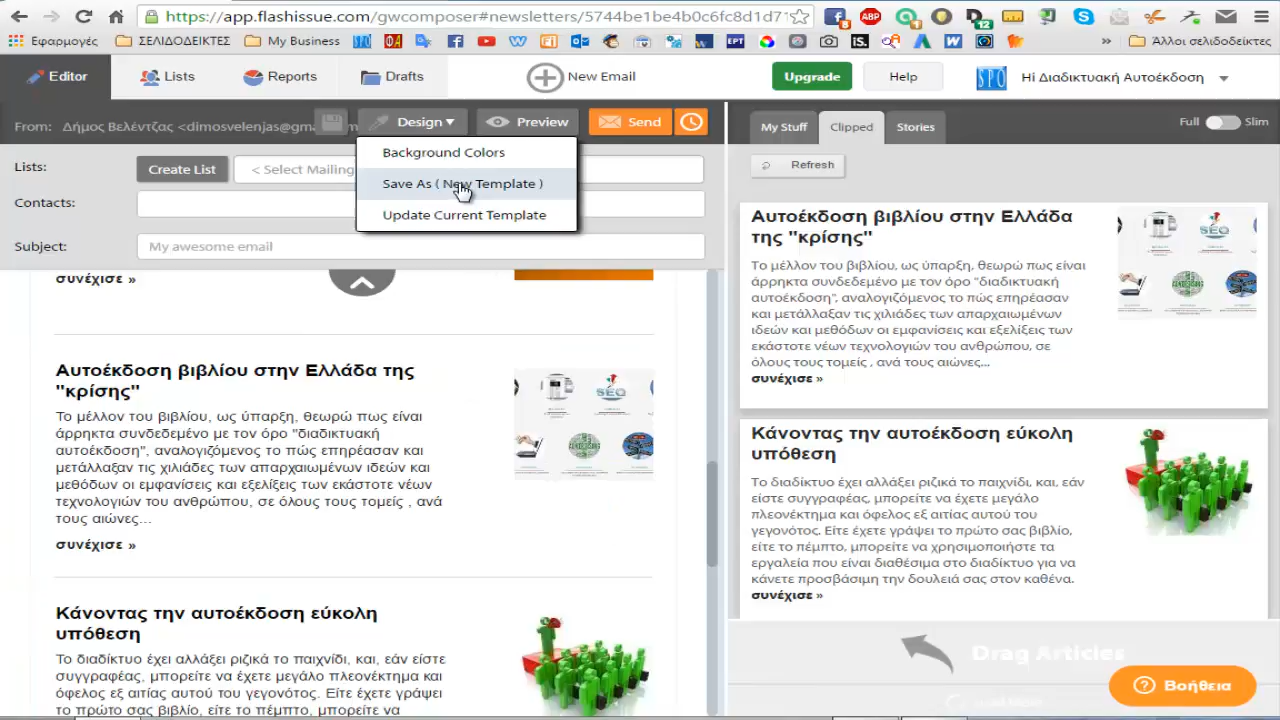 https://app.flashissue.com/gwcomposer#newsletters/5744be1be4b0c6fc8d1d71
8
ABP
1
12
Εφαρμογές
ΣΕΛΙΔΟΔΕΙΚΤΕΣ
My Business
SPO
ΦΑ
W
EPT
iS.
W
»
Άλλοι σελιδοδείκτες
Editor
Lists
Reports
Drafts
New Email
Upgrade
Help
SPO
Hi Διαδικτυακή Αυτοέκδοση
From: Δήμος Βελέντζας <dimosvelenjas@gm
m
Design
Preview
Send
My Stuff
Clipped
Stories
Full
Slim
Background Colors
Save As ( New Template )
Update Current Template
Lists:
Create List
< Select Mailing
Contacts:
Subject:
My awesome email
Refresh
συνέχισε »
Αυτοέκδοση βιβλίου στην Ελλάδα της
"κρίσης"
Το μέλλον του βιβλίου, ως ύπαρξη, θεωρώ πως είναι
άρρηκτα συνδεδεμένο με τον όρο "διαδικτυακή
αυτοέκδοση", αναλογιζόμενος το πώς επηρέασαν
και μετάλλαξαν τις χιλιάδες των απαρχαιωμένων
ιδεών και μεθόδων οι εμφανίσεις και εξελίξεις των
εκάστοτε νέων τεχνολογιών του ανθρώπου,
σε όλους τους τομείς , ανά τους αιώνες...
SEO
συνέχισε »
Κάνοντας την αυτοέκδοση εύκολη
υπόθεση
Το διαδίκτυο έχει αλλάξει ριζικά το παιχνίδι, και, εάν είστε
συγγραφέας, μπορείτε να έχετε μεγάλο πλεονέκτημα και
όφελος εξ αιτίας αυτού του γεγονότος. Είτε έχετε γράψει
το πρώτο σας βιβλίο, είτε το πέμπτο, μπορείτε να
Αυτοέκδοση βιβλίου στην Ελλάδα
της "κρίσης"
Το μέλλον του βιβλίου, ως ύπαρξη, θεωρώ πως είναι
άρρηκτα συνδεδεμένο με τον όρο "διαδικτυακή
αυτοέκδοση", αναλογιζόμενος το πώς επηρέασαν
και μετάλλαξαν τις χιλιάδες των απαρχαιωμένων
ιδεών και μεθόδων οι εμφανίσεις και εξελίξεις των
εκάστοτε νέων τεχνολογιών του ανθρώπου, σε
όλους τους τομείς , ανά τους αιώνες...
συνέχισε »
SEO
Κάνοντας την αυτοέκδοση εύκολη
υπόθεση
Το διαδίκτυο έχει αλλάξει ριζικά το παιχνίδι, και, εάν
είστε συγγραφέας, μπορείτε να έχετε μεγάλο
πλεονέκτημα και όφελος εξ αιτίας αυτού του
γεγονότος. Είτε έχετε γράψει το πρώτο σας βιβλίο,
είτε το πέμπτο, μπορείτε να χρησιμοποιήστε τα
εργαλεία που είναι διαθέσιμα στο διαδίκτυο για να
κάνετε προσβάσιμη την δουλειά σας στον καθένα.
συνέχισε »
Drag Articles
Βοήθεια